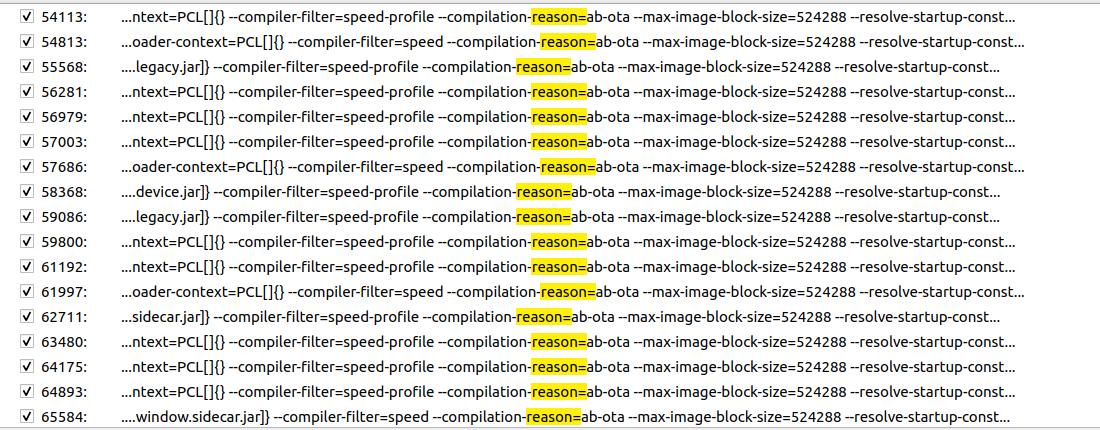 54113: ...ntext=PCL[]{} --compiler-filter=speed-profile --compilation-reason=ab-ota --max-image-block-size=524288 --resolve-startup-const...
54813: ...oader-context=PCL[]{} --compiler-filter=speed --compilation-reason=ab-ota --max-image-block-size=524288 --resolve-startup-const...
55568: ....legacy.jar]} --compiler-filter=speed-profile --compilation-reason=ab-ota --max-image-block-size=524288 --resolve-startup-const...
56281: ...ntext=PCL[]{} --compiler-filter=speed-profile --compilation-reason=ab-ota --max-image-block-size=524288 --resolve-startup-const...
56979: ...ntext=PCL[]{} --compiler-filter=speed-profile --compilation-reason=ab-ota --max-image-block-size=524288 --resolve-startup-const...
57003: ...ntext=PCL[]{} --compiler-filter=speed-profile --compilation-reason=ab-ota --max-image-block-size=524288 --resolve-startup-const...
57686: ...oader-context=PCL[]{} --compiler-filter=speed --compilation-reason=ab-ota --max-image-block-size=524288 --resolve-startup-const...
58368: ....device.jar]} --compiler-filter=speed-profile --compilation-reason=ab-ota --max-image-block-size=524288 --resolve-startup-const...
59086: ....legacy.jar]} --compiler-filter=speed-profile --compilation-reason=ab-ota --max-image-block-size=524288 --resolve-startup-const...
59800: ...ntext=PCL[]{} --compiler-filter=speed-profile --compilation-reason=ab-ota --max-image-block-size=524288 --resolve-startup-const...
61192: ...ntext=PCL[]{} --compiler-filter=speed-profile --compilation-reason=ab-ota --max-image-block-size=524288 --resolve-startup-const...
61997: ...oader-context=PCL[]{} --compiler-filter=speed --compilation-reason=ab-ota --max-image-block-size=524288 --resolve-startup-const...
62711: ...sidecar.jar]} --compiler-filter=speed-profile --compilation-reason=ab-ota --max-image-block-size=524288 --resolve-startup-const...
63480: ...ntext=PCL[]{} --compiler-filter=speed-profile --compilation-reason=ab-ota --max-image-block-size=524288 --resolve-startup-const...
64175: ...ntext=PCL[]{} --compiler-filter=speed-profile --compilation-reason=ab-ota --max-image-block-size=524288 --resolve-startup-const...
64893: ...ntext=PCL[]{} --compiler-filter=speed-profile --compilation-reason=ab-ota --max-image-block-size=524288 --resolve-startup-const...
65584: ....window.sidecar.jar]} --compiler-filter=speed --compilation-reason=ab-ota --max-image-block-size=524288 --resolve-startup-const...